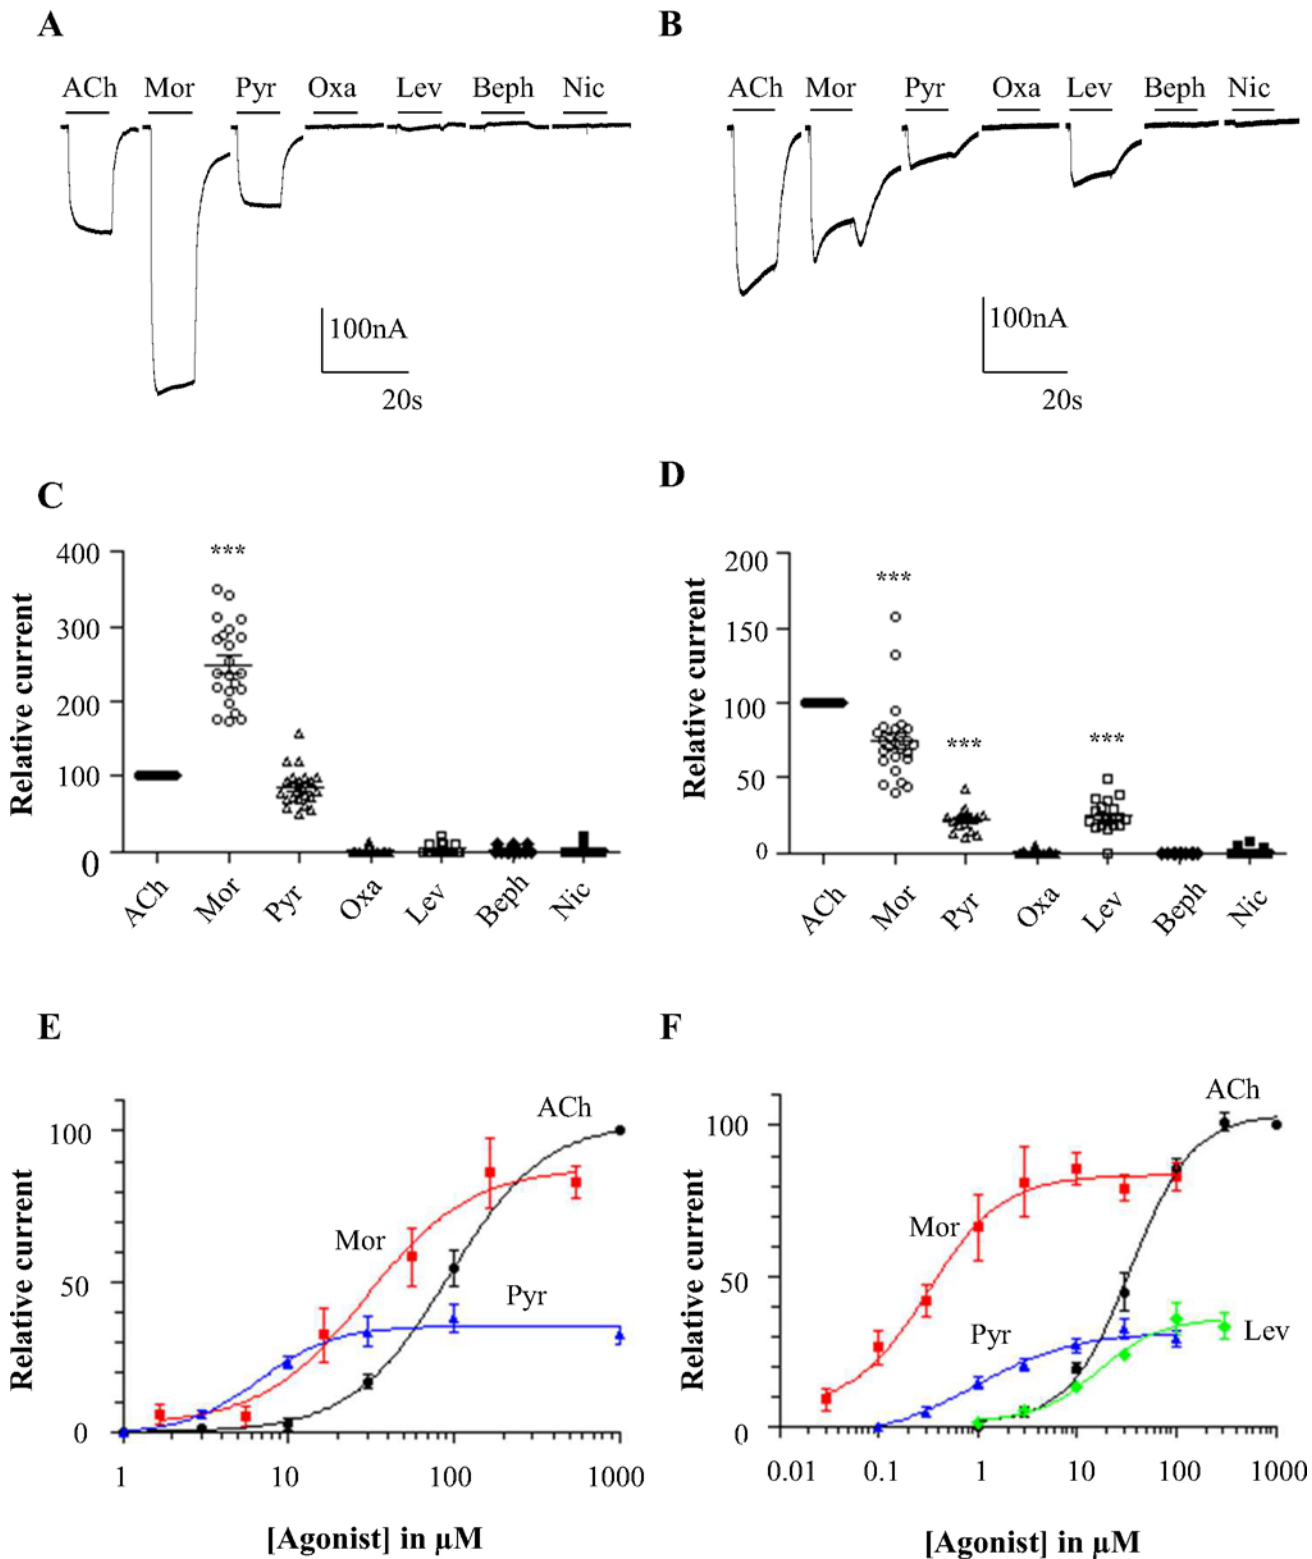 A
B
ACh Mor Pyr Oxa Lev Beph Nic
ACh Mor Pyr Oxa Lev Beph Nic
100nA
20s
100nA
20s
C
D
Relative current
400
300
200
100
0
***
ACh Mor Pyr Oxa Lev Beph Nic
Relative current
200
150
100
50
0
*** *** ***
ACh Mor Pyr Oxa Lev Beph Nic
E
F
Relative current
100
50
0
ACh
Mor
Pyr
1 10 100 1000
[Agonist] in µM
Relative current
100
50
0
ACh
Mor
Pyr
Lev
0.01 0.1 1 10 100 1000
[Agonist] in µM